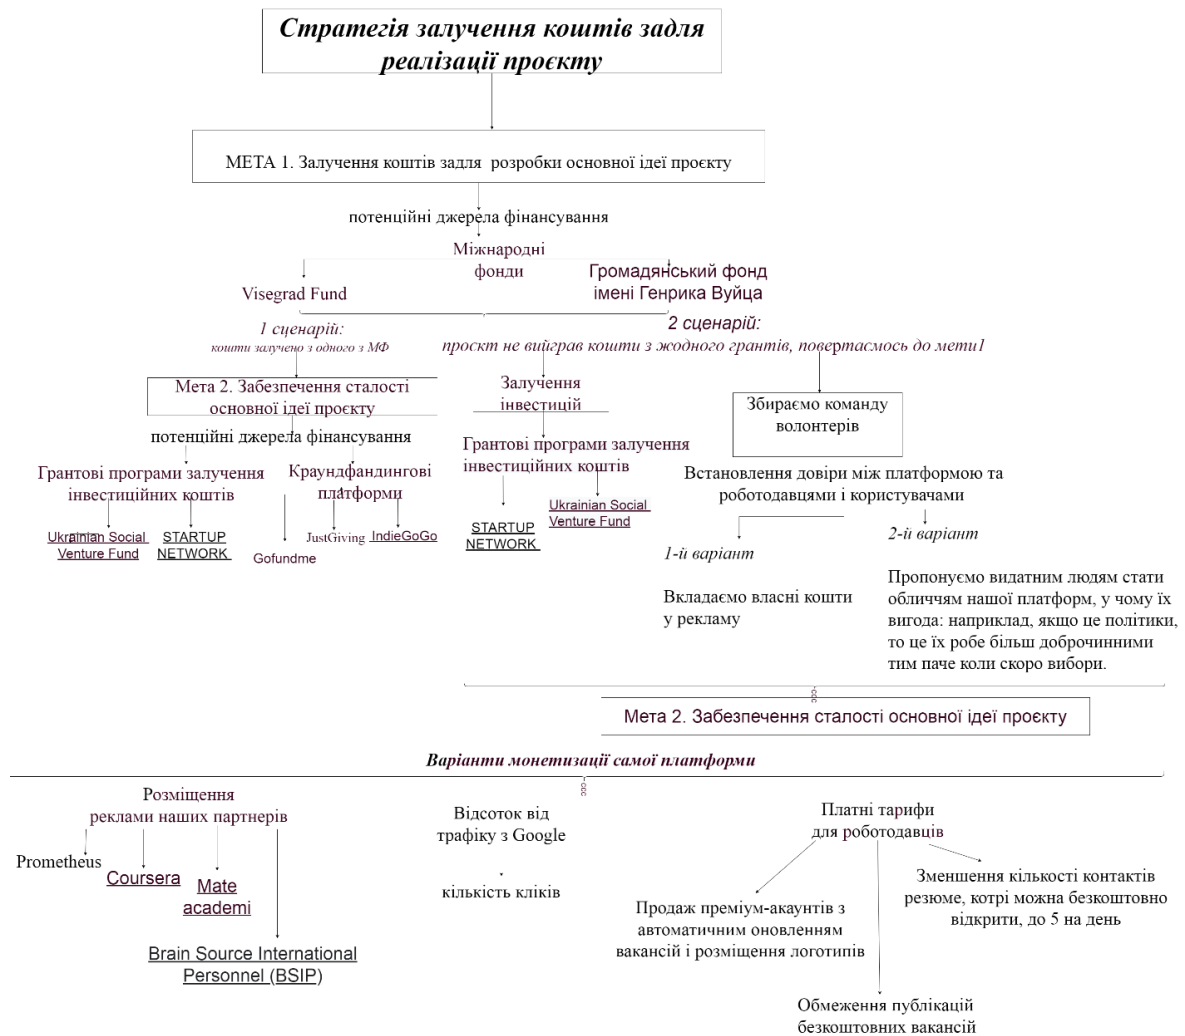 Стратегія залучення коштів задля
реалізації проєкту
МЕТА 1. Залучення коштів задля розробки основної ідеї проєкту
потенційні джерела фінансування
Міжнародні
фонди
Visegrad Fund
Громадянський фонд
імені Генрика Вуйца
1 сценарій:
кошти залучено з одного з МФ
2 сценарій:
проєкт не виграв кошти з жодного грантів, повертаємось до мети1
Мета 2. Забезпечення сталості
основної ідеї проєкту
потенційні джерела фінансування
Грантові програми залучення
інвестиційних коштів
Краундфандингові
платформи
Ukrainian Social
Venture Fund
STARTUP
NETWORK
Gofundme
JustGiving
IndieGoGo
Залучення
інвестицій
Грантові програми залучення
інвестиційних коштів
STARTUP
NETWORK
Ukrainian Social
Venture Fund
Збираємо команду
волонтерів
Встановлення довіри між платформою та
роботодавцями і користувачами
1-й варіант
Вкладаємо власні кошти
у рекламу
2-й варіант
Пропонуємо видатним людям стати
обличчям нашої платформ, у чому їх
вигода: наприклад, якщо це політики,
то це їх робе більш доброчинними
тим паче коли скоро вибори.
Мета 2. Забезпечення сталості основної ідеї проєкту
Варіанти монетизації самої платформи
Розміщення
реклами наших партнерів
Prometheus
Coursera
Mate
academi
Brain Source International
Personnel (BSIP)
Відсоток від
трафіку з Google
кількість кліків
Платні тарифи
для роботодавців
Продаж преміум-акаунтів з
автоматичним оновленням
вакансій і розміщення логотипів
Обмеження публікацій
безкоштовних вакансій
Зменшення кількості контактів
резюме, котрі можна безкоштовно
відкрити, до 5 на день